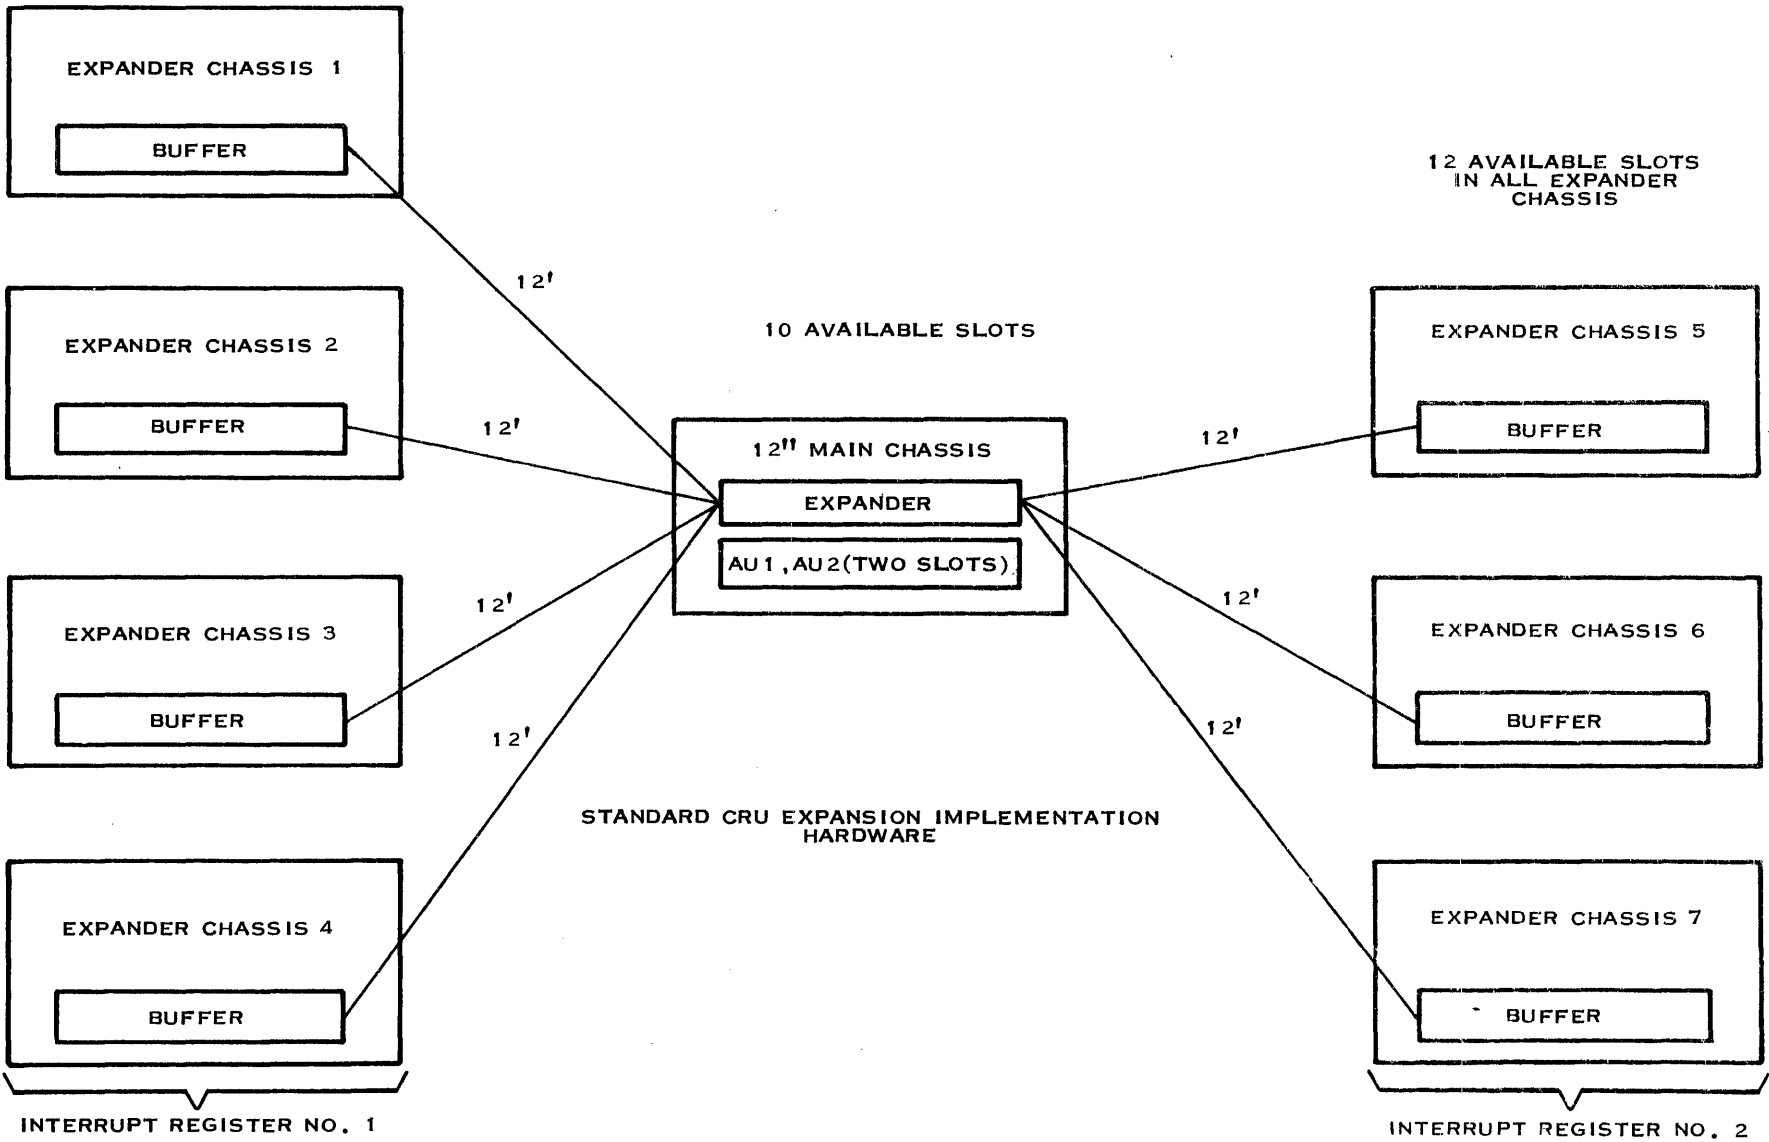 EXPANDER CHASSIS 1
BUFFER
12'
EXPANDER CHASSIS 2
BUFFER
12'
EXPANDER CHASSIS 3
BUFFER
12'
EXPANDER CHASSIS 4
BUFFER
12'
INTERRUPT REGISTER NO. 1
10 AVAILABLE SLOTS
12" MAIN CHASSIS
EXPANDER
AU1, AU2(TWO SLOTS)
STANDARD CRU EXPANSION IMPLEMENTATION
HARDWARE
12 AVAILABLE SLOTS
IN ALL EXPANDER
CHASSIS
12'
EXPANDER CHASSIS 5
BUFFER
12'
EXPANDER CHASSIS 6
BUFFER
12'
EXPANDER CHASSIS 7
BUFFER
INTERRUPT REGISTER NO. 2